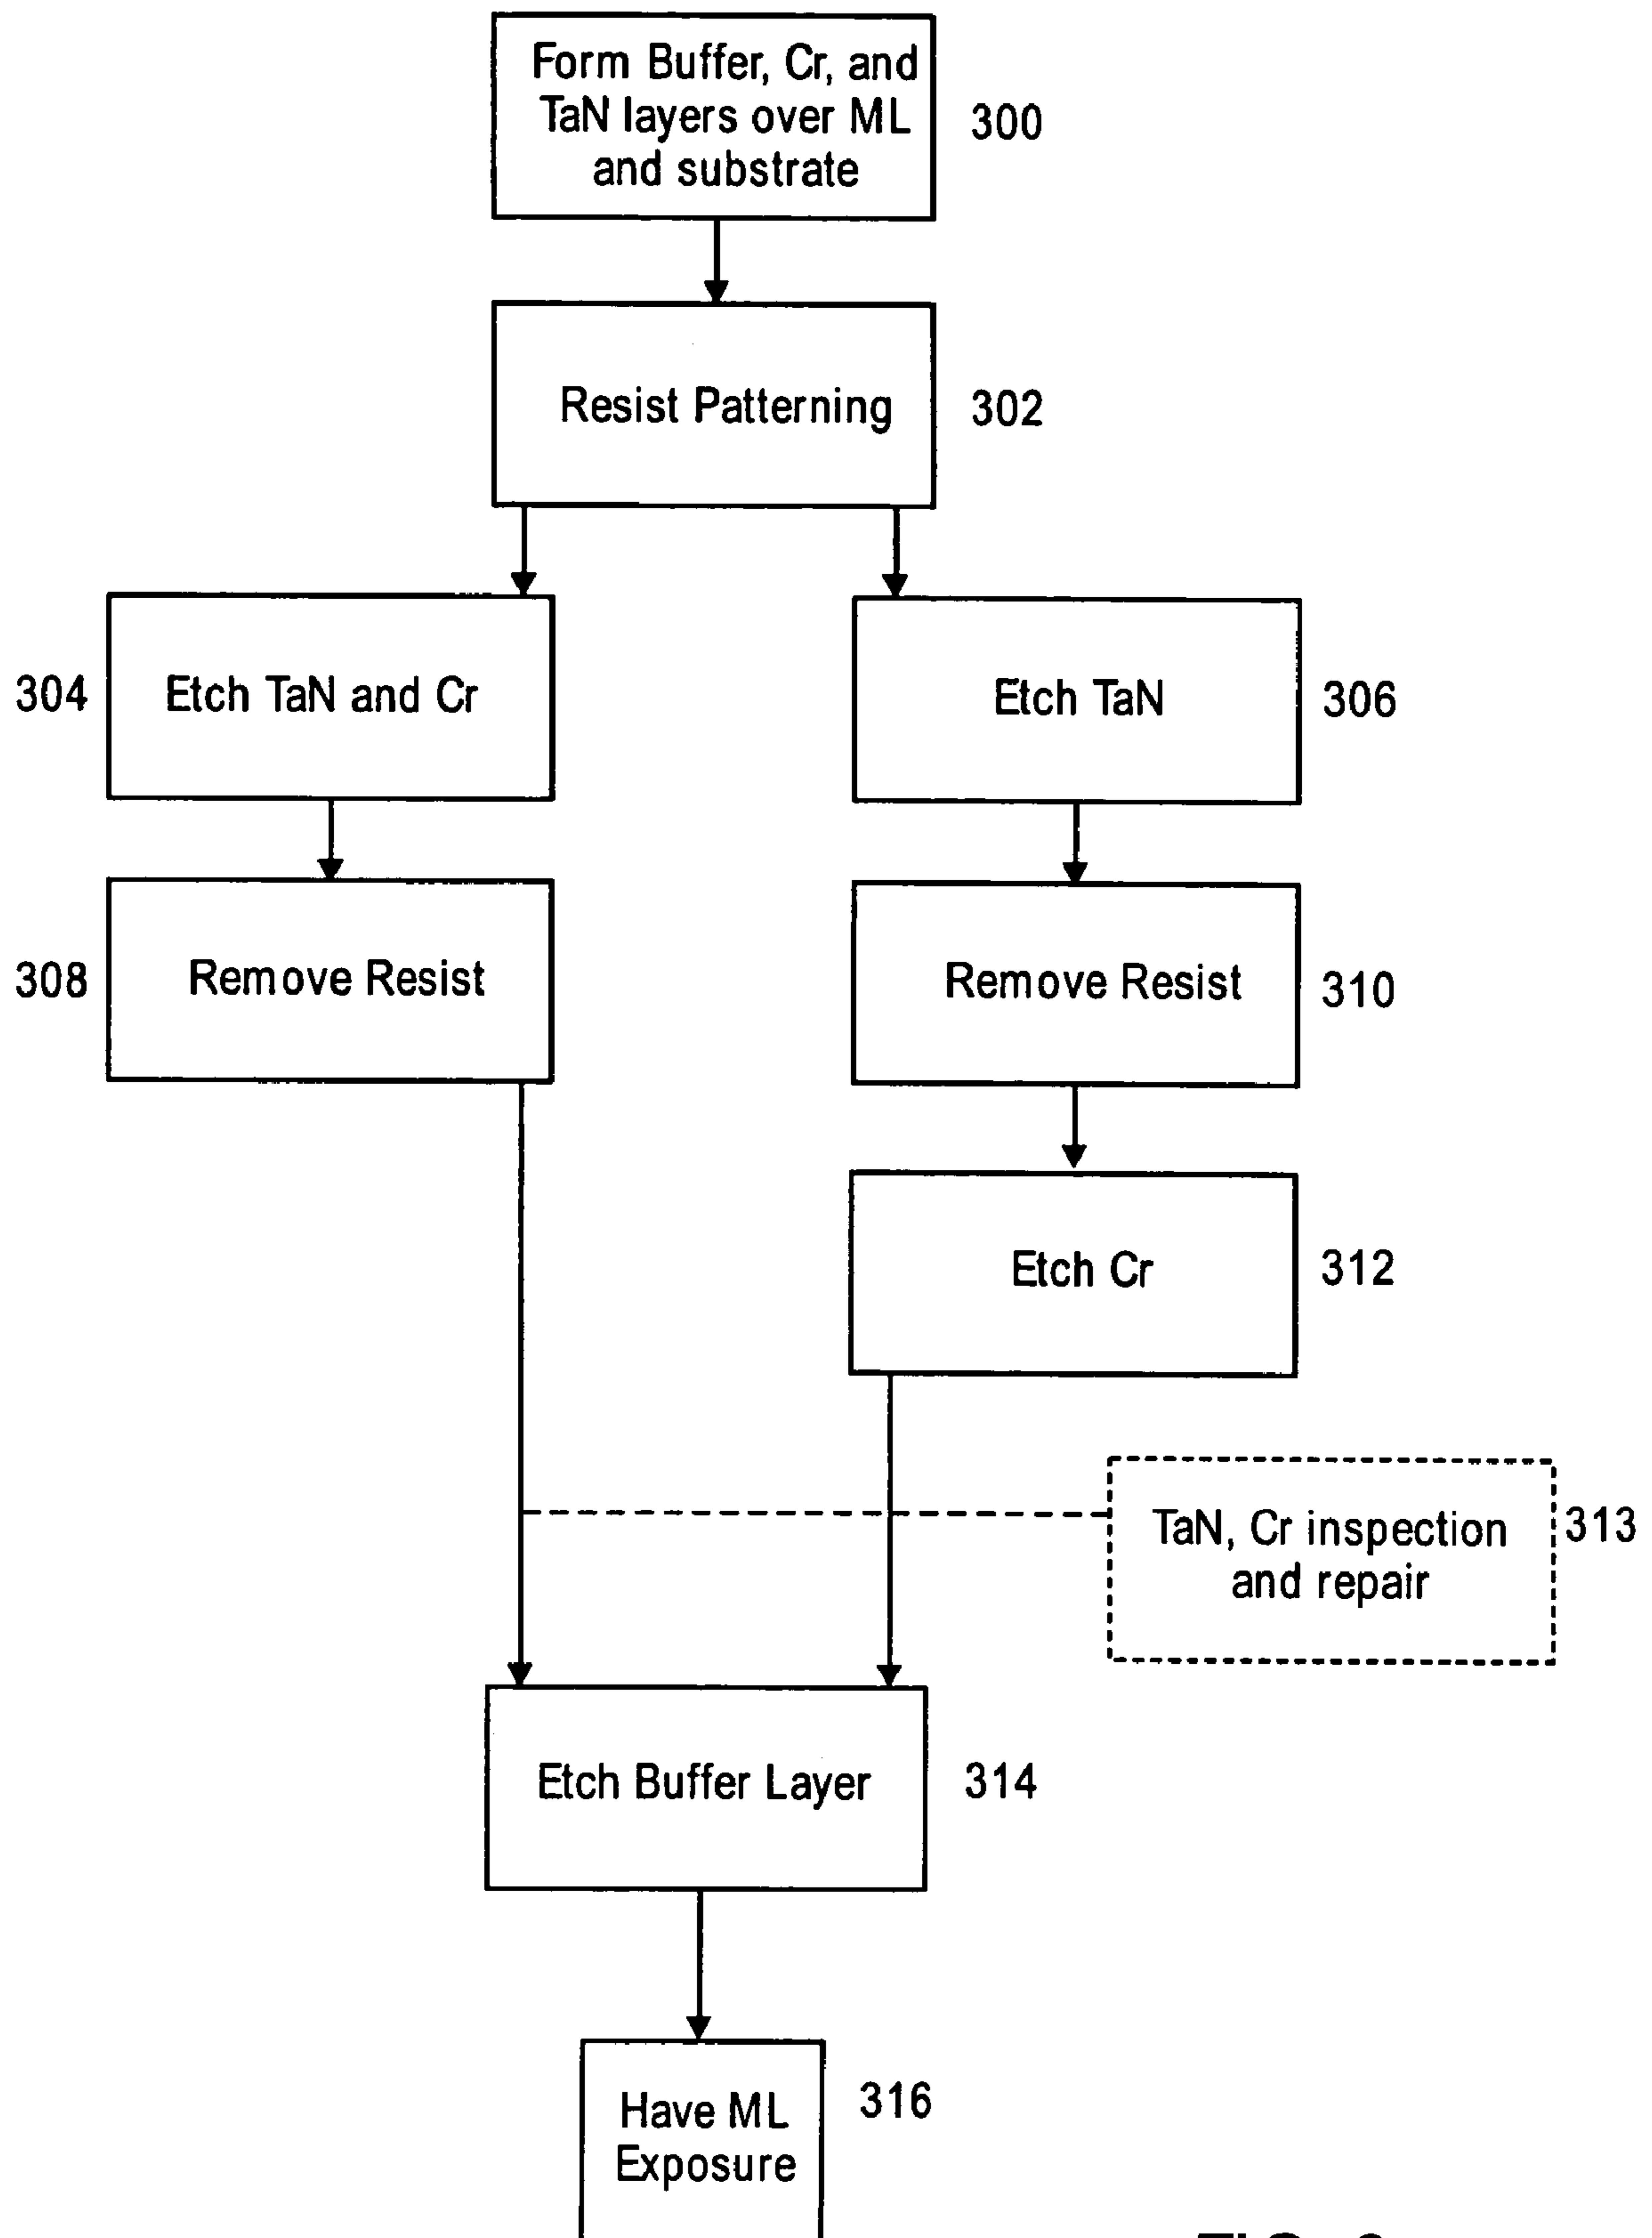 Form Buffer, Cr, and
TaN layers over ML
and substrate
300
Resist Patterning
302
304
Etch TaN and Cr
Etch TaN
306
308
Remove Resist
Remove Resist
310
Etch Cr
312
TaN, Cr inspection
and repair
313
Etch Buffer Layer
314
Have ML
Exposure
316